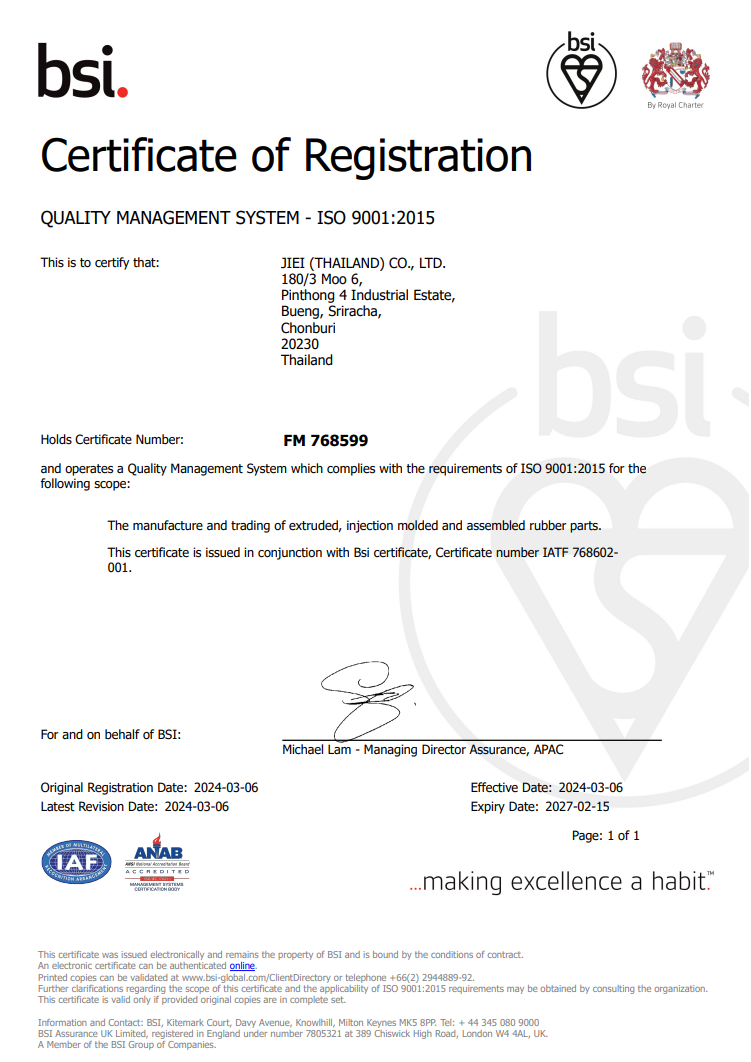 bsi.
bsi
By Royal Charter
Certificate of Registration
QUALITY MANAGEMENT SYSTEM - ISO 9001:2015
This is to certify that:
JIEI (THAILAND) CO., LTD.
180/3 Moo 6,
Pinthong 4 Industrial Estate,
Bueng, Sriracha,
Chonburi
20230
Thailand
bsi
Holds Certificate Number:
FM 768599
and operates a Quality Management System which complies with the requirements of ISO 9001:2015 for the
following scope:
The manufacture and trading of extruded, injection molded and assembled rubber parts.
This certificate is issued in conjunction with Bsi certificate, Certificate number IATF 768602-
001.
For and on behalf of BSI:
Michael Lam - Managing Director Assurance, APAC
Original Registration Date: 2024-03-06
Effective Date: 2024-03-06
Latest Revision Date: 2024-03-06
Expiry Date: 2027-02-15
Page: 1 of 1
MEMBER OF MULTILATERAL
IAF
RECOGNITION ARRANGEMENT
ANAB
ANSI National Accreditation Board
ACCREDITED
MANAGEMENT SYSTEMS
CERTIFICATION BODY
...making excellence a habit.™
This certificate was issued electronically and remains the property of BSI and is bound by the conditions of contract.
An electronic certificate can be authenticated online.
Printed copies can be validated at www.bsi-global.com/ClientDirectory or telephone +66(2) 2944889-92.
Further clarifications regarding the scope of this certificate and the applicability of ISO 9001:2015 requirements may be obtained by consulting the organization.
This certificate is valid only if provided original copies are in complete set.
Information and Contact: BSI, Kitemark Court, Davy Avenue, Knowlhill, Milton Keynes MK5 8PP. Tel: + 44 345 080 9000
BSI Assurance UK Limited, registered in England under number 7805321 at 389 Chiswick High Road, London W4 4AL, UK.
A Member of the BSI Group of Companies.